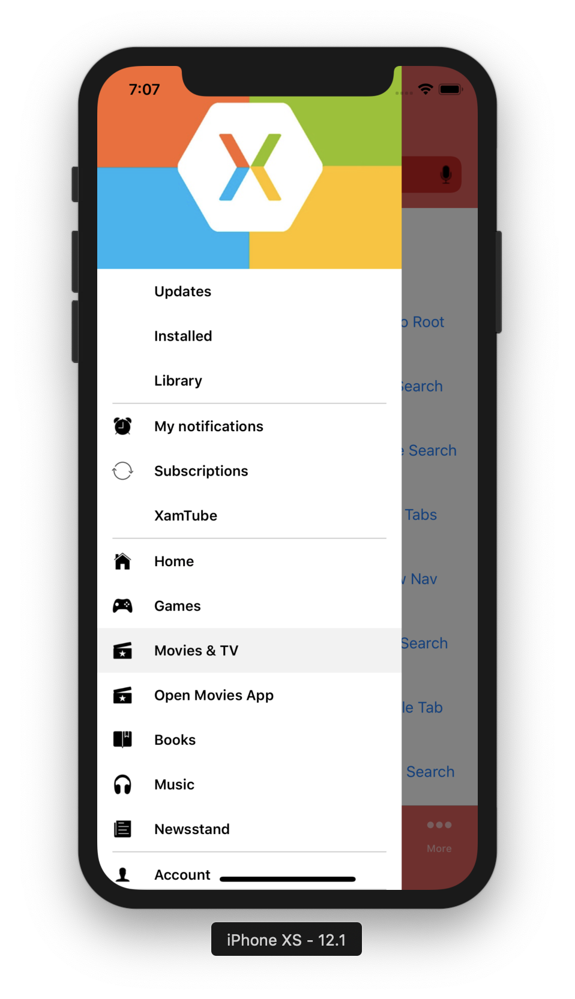 7:07
Updates
Installed
Library
My notifications
Subscriptions
XamTube
Home
Games
Movies & TV
Open Movies App
Books
Music
Newsstand
Account
Root
Search
Search
Tabs
Nav
Search
Tab
Search
More
iPhone XS - 12.1